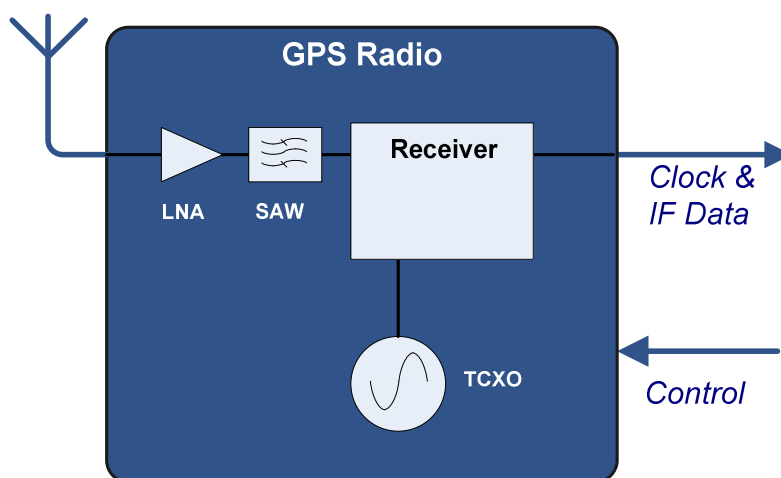 GPS Radio
Receiver
LNA
SAW
Clock &
IF Data
TCXO
Control